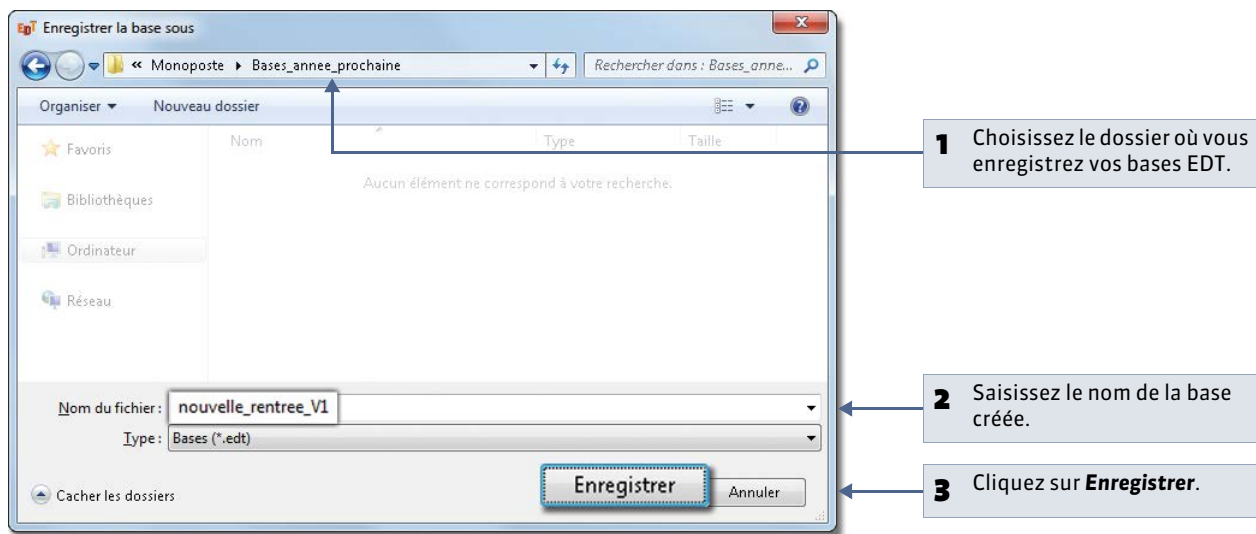 EDT Enregistrer la base sous
« Monoposte ▸ Bases_annee_prochaine
Rechercher dans : Bases_anne...
Organiser
Nouveau dossier
Favoris
Bibliothèques
Ordinateur
Réseau
Nom
Type
Taille
Aucun élément ne correspond à votre recherche.
Nom du fichier : nouvelle_rentree_V1
Type : Bases (*.edt)
Cacher les dossiers
Enregistrer
Annuler
1 Choisissez le dossier où vous
enregistrez vos bases EDT.
2 Saisissez le nom de la base
créée.
3 Cliquez sur Enregistrer.